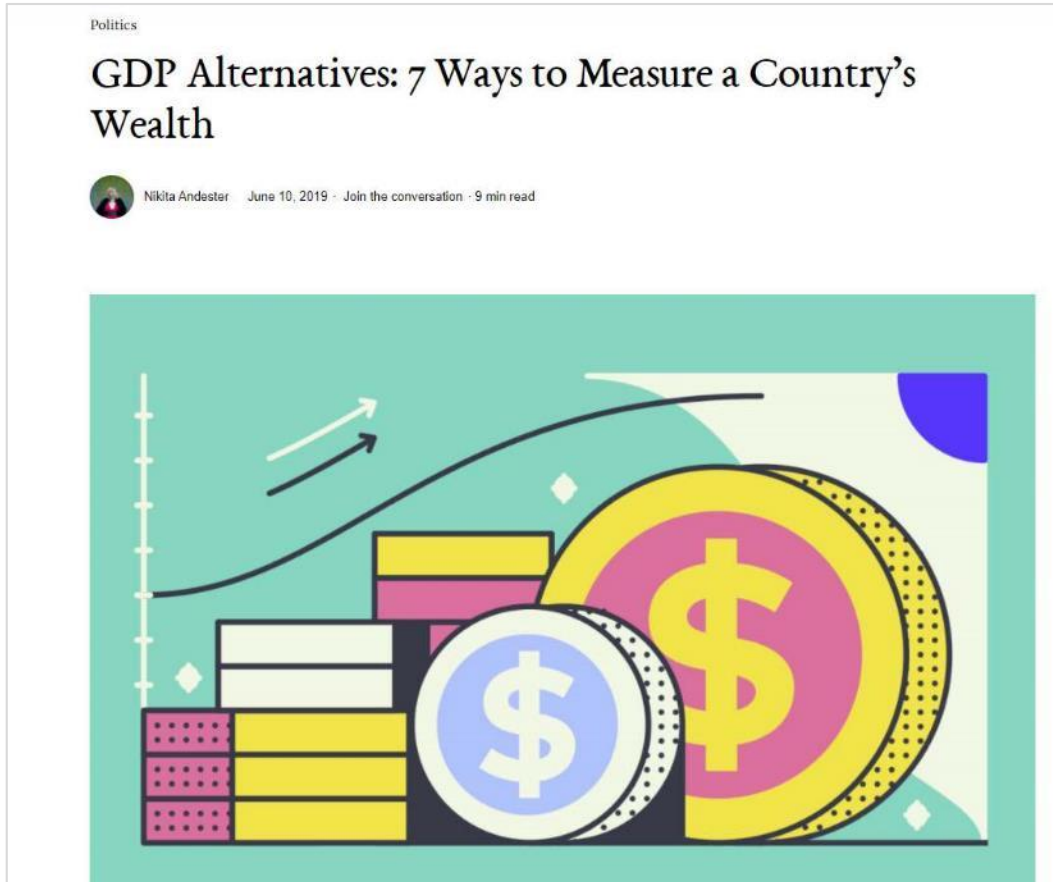 Politics
GDP Alternatives: 7 Ways to Measure a Country’s
Wealth
Nikita Andester June 10, 2019 · Join the conversation · 9 min read
$
$